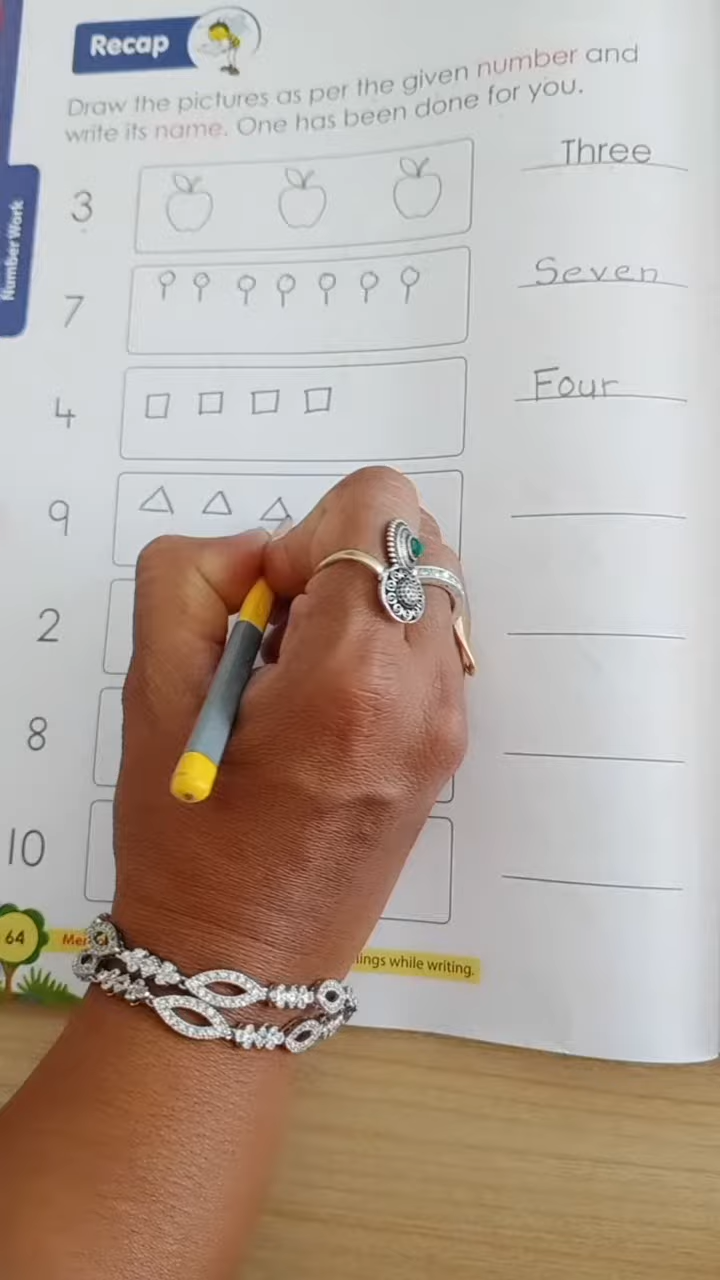 Recap
Draw the pictures as per the given number and
write its name. One has been done for you.
Number Work
3 Three
7 Seven
4 Four
9
2
8
10
64
ings while writing.